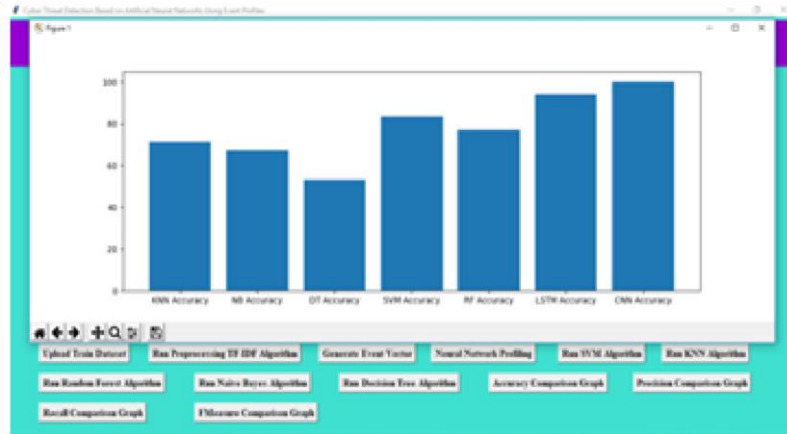 Cyber Threat Detection Based on Artificial Neural Networks Using Event Profiles
Figure 1
100
80
60
40
20
0
KNN Accuracy NB Accuracy DT Accuracy SVM Accuracy RF Accuracy LSTM Accuracy CNN Accuracy
Upload Train Dataset Run Preprocessing TF-IDF Algorithm Generate Event Vector Neural Network Profiling Run SVM Algorithm Run KNN Algorithm
Run Random Forest Algorithm Run Naive Bayes Algorithm Run Decision Tree Algorithm Accuracy Comparison Graph Precision Comparison Graph
Recall Comparison Graph FMeasure Comparison Graph